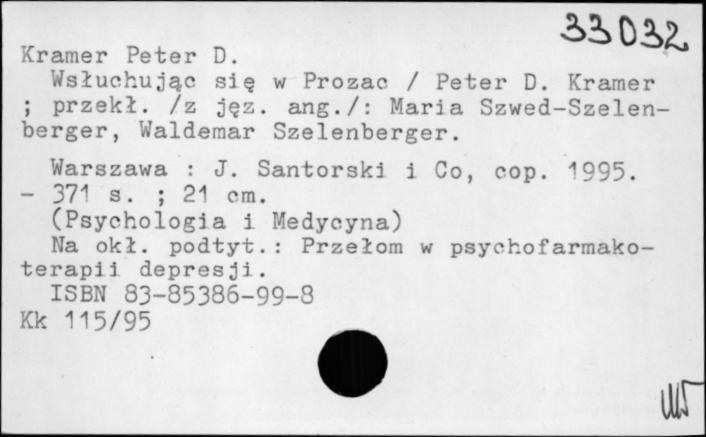 33032
Kramer Peter D.
Wsłuchując się w Prozac / Peter D. Kramer
; przekł. /z jęz. ang./: Maria Szwed-Szelen-
berger, Waldemar Szelenberger.
Warszawa : J. Santorski i Co, cop. 1995.
- 371 s. ; 21 cm.
(Psychologia i Medycyna)
Na okł. podtyt.: Przełom w psychofarmako-
terapii depresji.
ISBN 83-85386-99-8
Kk 115/95